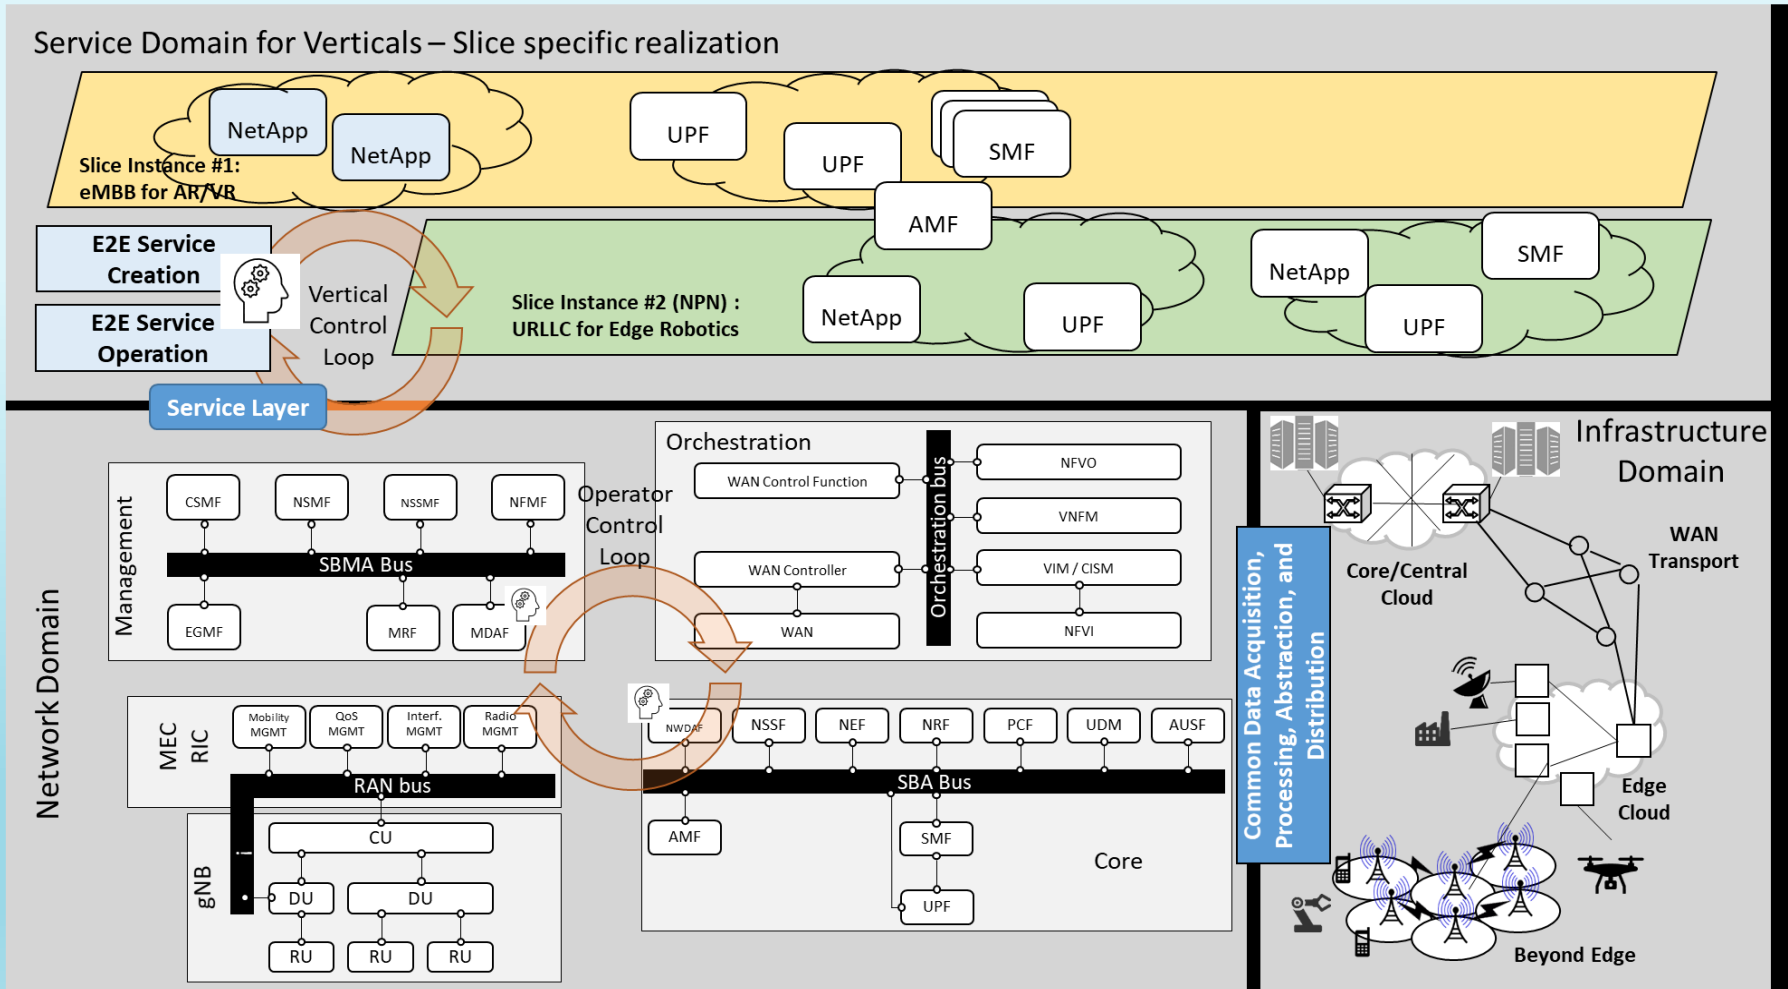 Service Domain for Verticals – Slice specific realization
NetApp
NetApp
Slice Instance #1:
eMBB for AR/VR
UPF
UPF
SMF
AMF
E2E Service
Creation
E2E Service
Operation
Vertical
Control
Loop
Slice Instance #2 (NPN) :
URLLC for Edge Robotics
NetApp
UPF
NetApp
UPF
SMF
Service Layer
Network Domain
Management
CSMF
NSMF
NSSMF
NFMF
SBMA Bus
EGMF
MRF
MDAF
Operator
Control
Loop
Orchestration
WAN Control Function
WAN Controller
WAN
Orchestration bus
NFVO
VNFM
VIM / CISM
NFVI
MEC
RIC
Mobility
MGMT
QoS
MGMT
Interf.
MGMT
Radio
MGMT
RAN bus
gNB
CU
DU
DU
RU
RU
RU
NWDAF
NSSF
NEF
NRF
PCF
UDM
AUSF
SBA Bus
AMF
SMF
UPF
Core
Common Data Acquisition,
Processing, Abstraction, and
Distribution
Infrastructure
Domain
WAN
Transport
Core/Central
Cloud
Edge
Cloud
Beyond Edge